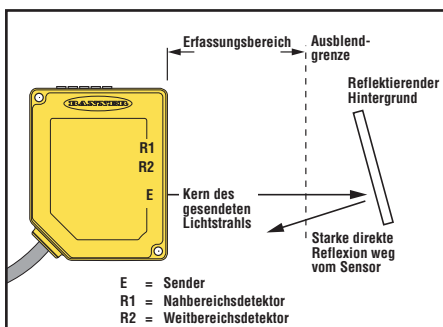 Erfassungsbereich
Ausblend-
grenze
Reflektierender
Hintergrund
BANNER
R1
R2
E
Kern des
gesendeten
Lichtstrahls
Starke direkte
Reflexion weg
vom Sensor
E = Sender
R1 = Nahbereichsdetektor
R2 = Weitbereichsdetektor